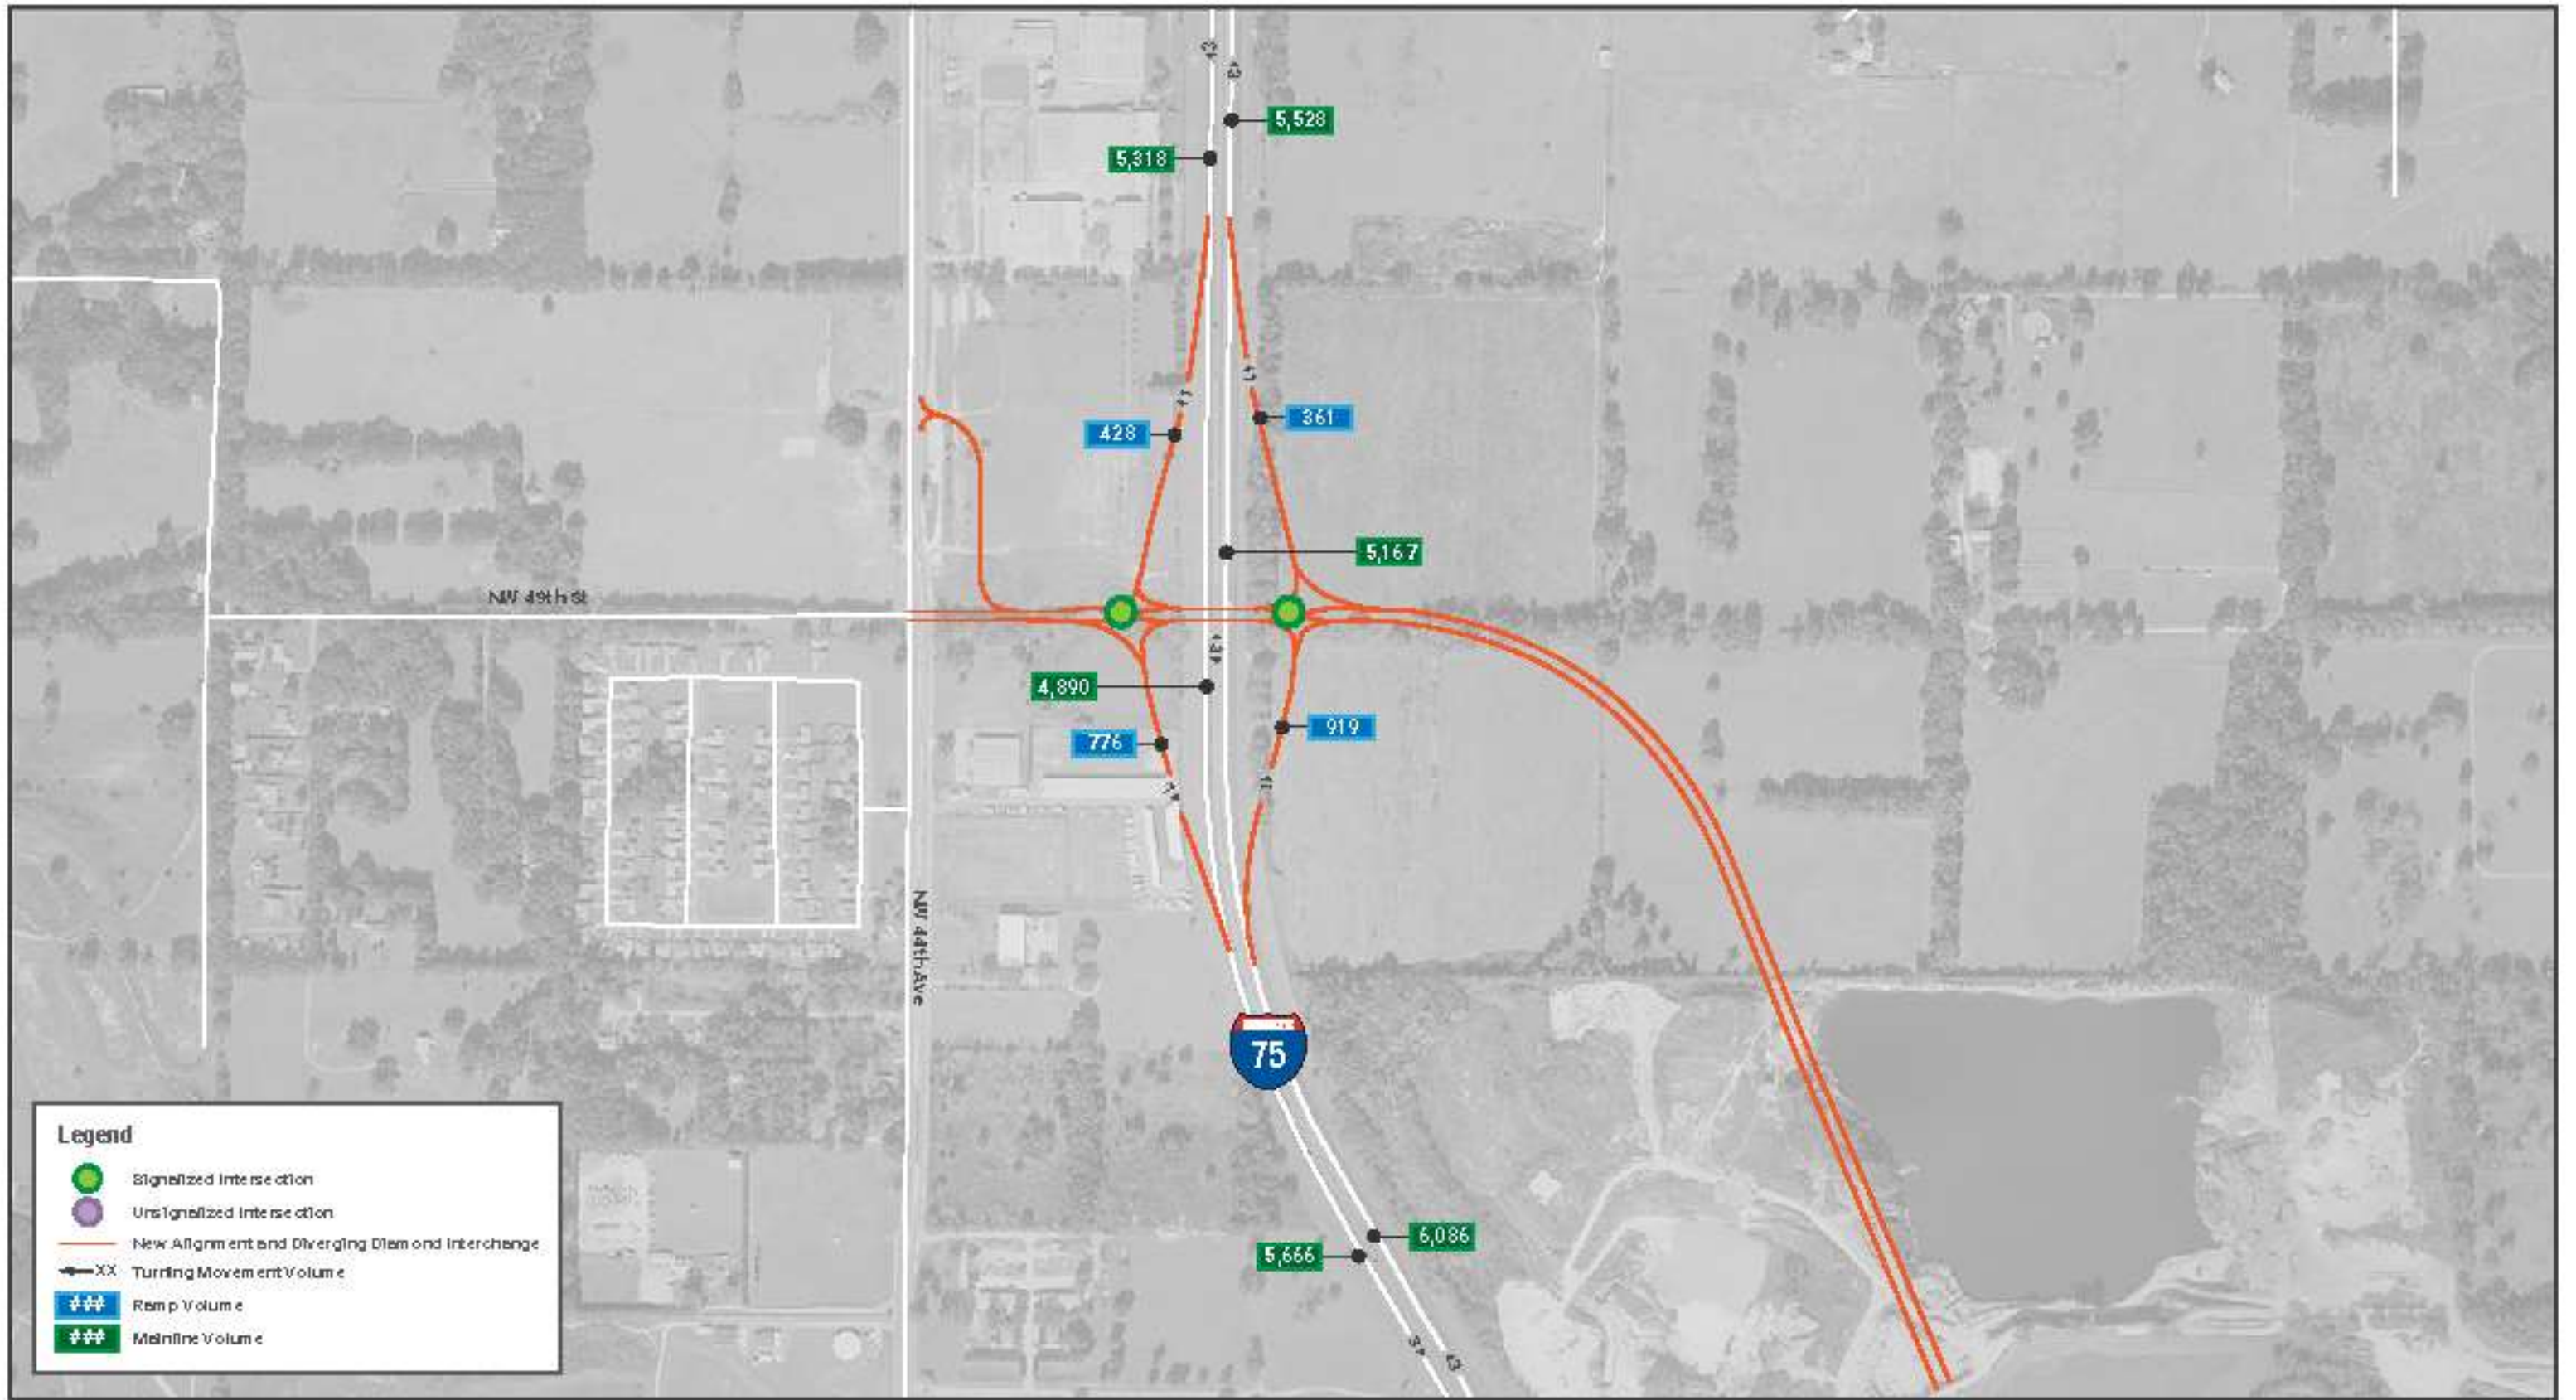 5,528
5,318
361
428
5,167
NW 49th St
4,890
919
776
NW 44th Ave
75
6,086
5,666
Legend
Signalized Intersection
Unsignalized Intersection
New Alignment and Diverging Diamond Interchange
XX Turning Movement Volume
### Ramp Volume
### Mainline Volume